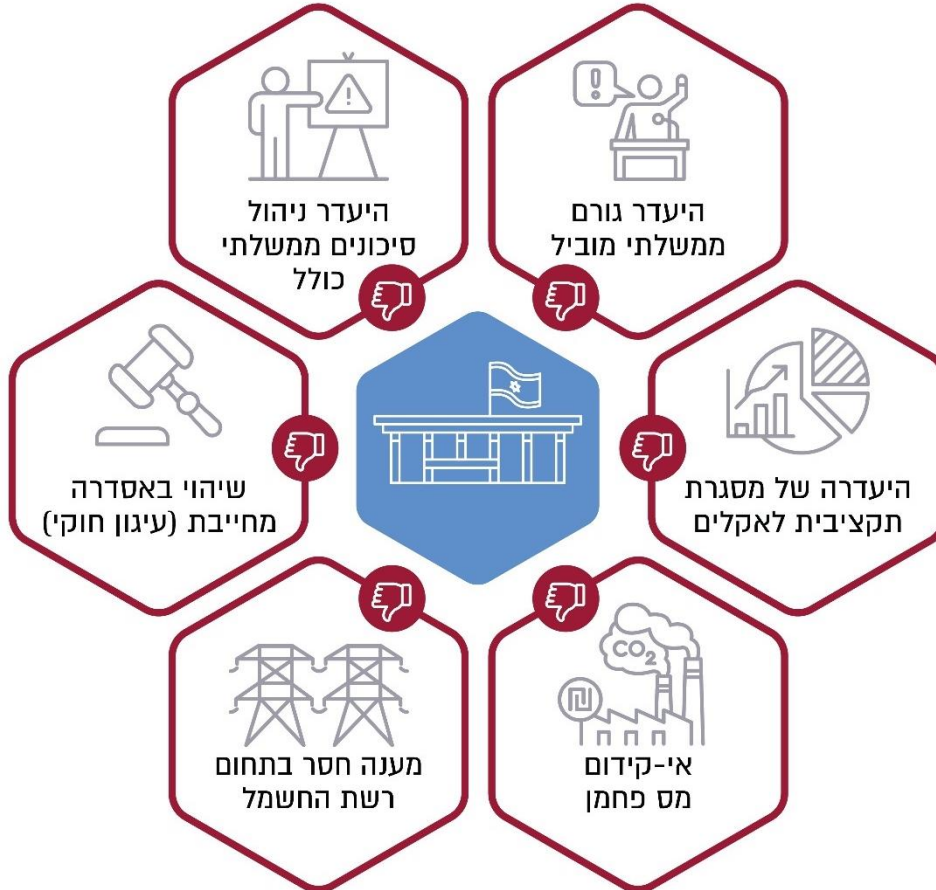 היעדר גורם
ממשלתי מוביל
היעדר ניהול
סיכונים ממשלתי
כולל
היעדרה של מסגרת
תקציבית לאקלים
שיהוי באסדרה
מחייבת (עיגון חוקי)
CO2
₪
אי-קידום
מס פחמן
מענה חסר בתחום
רשת החשמל